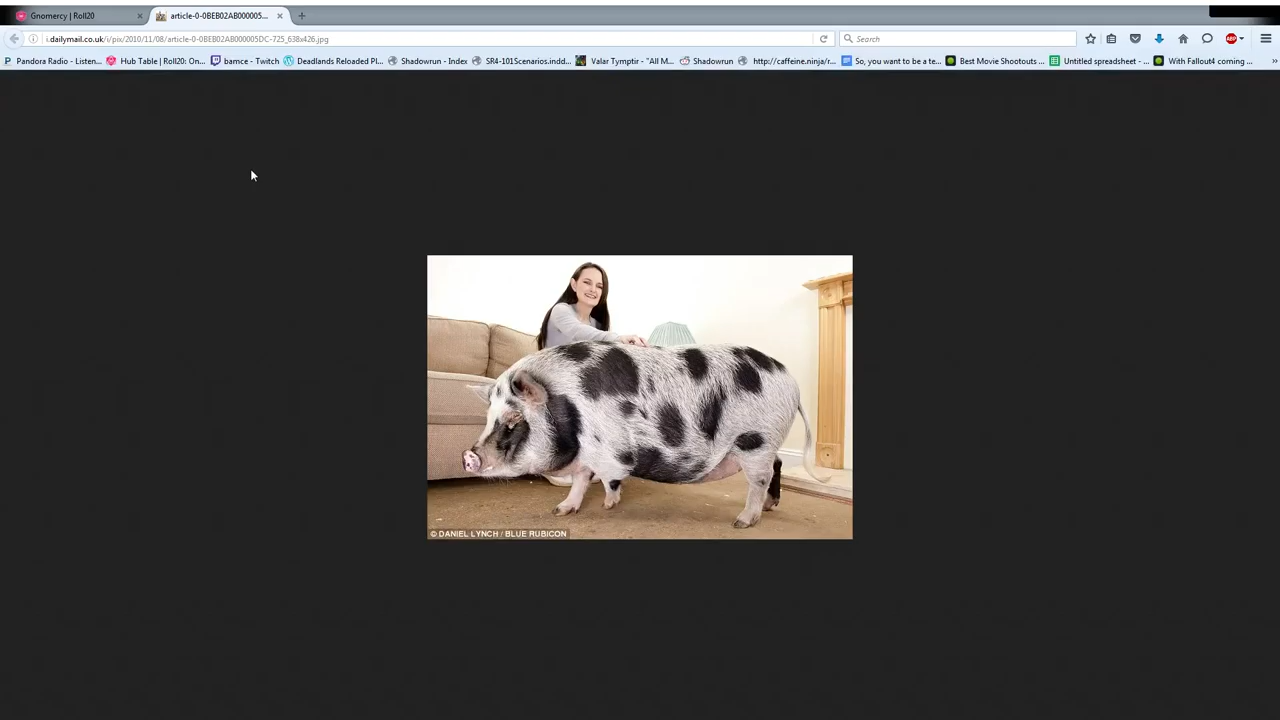 Gnomercy | Roll20
article-0-0BEB02AB000005...
i.dailymail.co.uk/i/pix/2010/11/08/article-0-0BEB02AB000005DC-725_638x426.jpg
Search
ABP
Pandora Radio - Listen... Hub Table | Roll20: On... bamce - Twitch Deadlands Reloaded Pl... Shadowrun - Index SR4-101Scenarios.indd... Valar Tymptir - "All M... Shadowrun http://caffeine.ninja/r... So, you want to be a te... Best Movie Shootouts ... Untitled spreadsheet - ... With Fallout4 coming ...
© DANIEL LYNCH / BLUE RUBICON